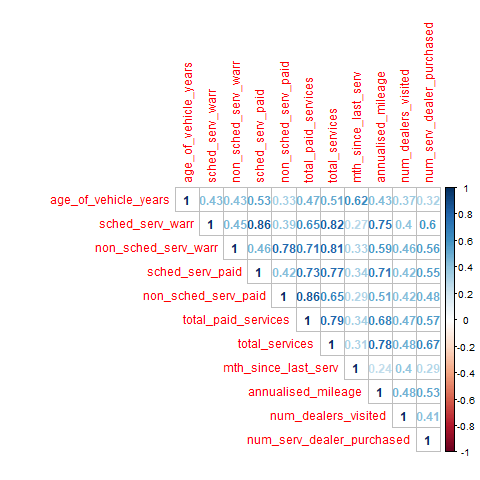 age_of_vehicle_years
sched_serv_warr
non_sched_serv_warr
sched_serv_paid
non_sched_serv_paid
total_paid_services
total_services
mth_since_last_serv
annualised_mileage
num_dealers_visited
num_serv_dealer_purchased
age_of_vehicle_years 1 0.43 0.43 0.53 0.33 0.47 0.51 0.62 0.43 0.37 0.32
sched_serv_warr 1 0.45 0.86 0.39 0.65 0.82 0.27 0.75 0.4 0.6
non_sched_serv_warr 1 0.46 0.78 0.71 0.81 0.33 0.59 0.46 0.56
sched_serv_paid 1 0.42 0.73 0.77 0.34 0.71 0.42 0.55
non_sched_serv_paid 1 0.86 0.65 0.29 0.51 0.42 0.48
total_paid_services 1 0.79 0.34 0.68 0.47 0.57
total_services 1 0.31 0.78 0.48 0.67
mth_since_last_serv 1 0.24 0.4 0.29
annualised_mileage 1 0.48 0.53
num_dealers_visited 1 0.41
num_serv_dealer_purchased 1
1
0.8
0.6
0.4
0.2
0
-0.2
-0.4
-0.6
-0.8
-1